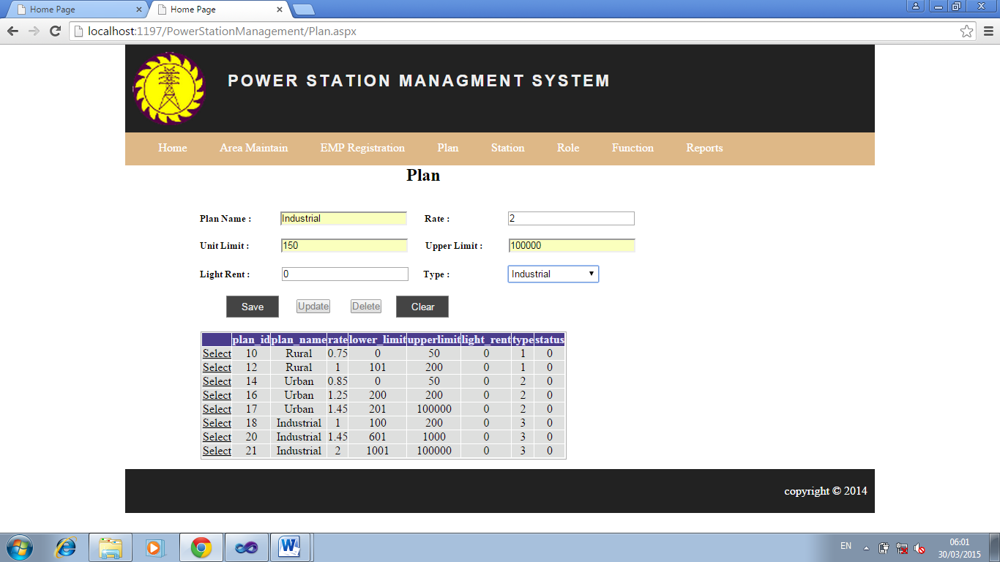 Home Page Home Page
localhost:1197/PowerStationManagement/Plan.aspx
POWER STATION MANAGMENT SYSTEM
Home Area Maintain EMP Registration Plan Station Role Function Reports
Plan
Plan Name : Industrial Rate : 2
Unit Limit : 150 Upper Limit : 100000
Light Rent : 0 Type : Industrial
Save Update Delete Clear
plan_id plan_name rate lower_limit upperlimit light_rent type status
Select 10 Rural 0.75 0 50 0 1 0
Select 12 Rural 1 101 200 0 1 0
Select 14 Urban 0.85 0 50 0 2 0
Select 16 Urban 1.25 200 200 0 2 0
Select 17 Urban 1.45 201 100000 0 2 0
Select 18 Industrial 1 100 200 0 3 0
Select 20 Industrial 1.45 601 1000 0 3 0
Select 21 Industrial 2 1001 100000 0 3 0
copyright © 2014
EN 06:01
30/03/2015